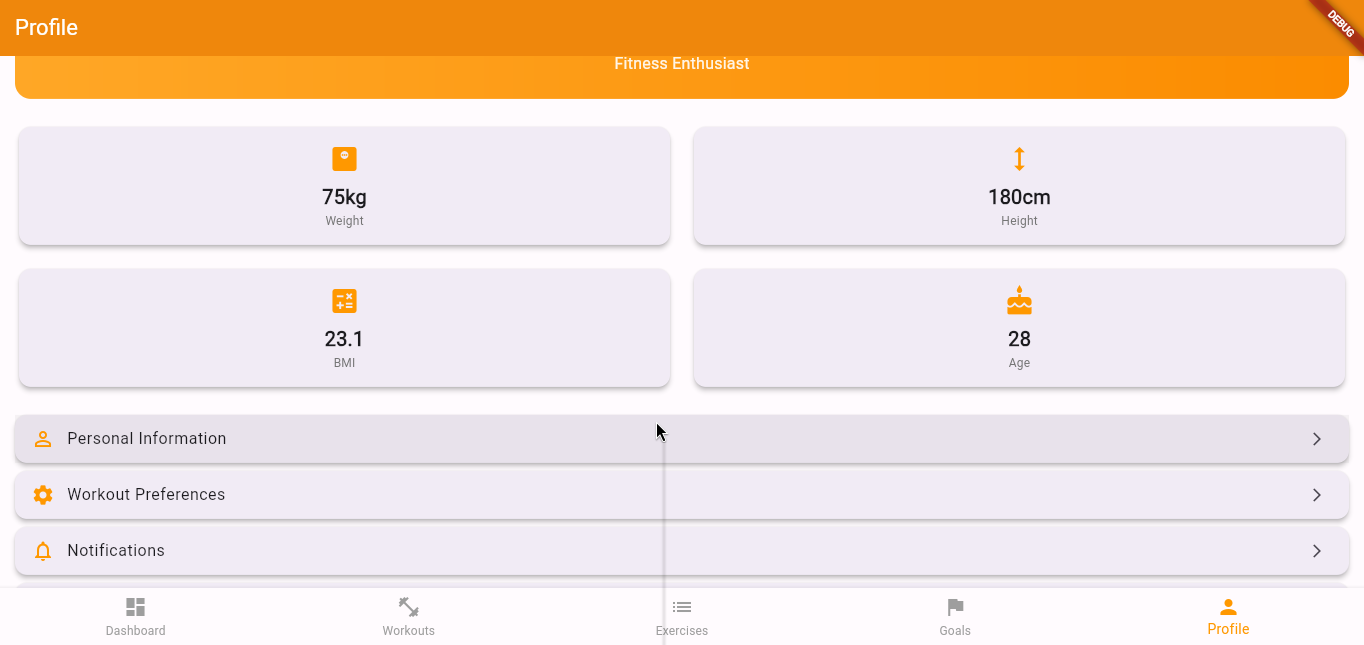 Profile
DEBUG
Fitness Enthusiast
75kg
Weight
180cm
Height
23.1
BMI
28
Age
Personal Information
Workout Preferences
Notifications
Dashboard
Workouts
Exercises
Goals
Profile